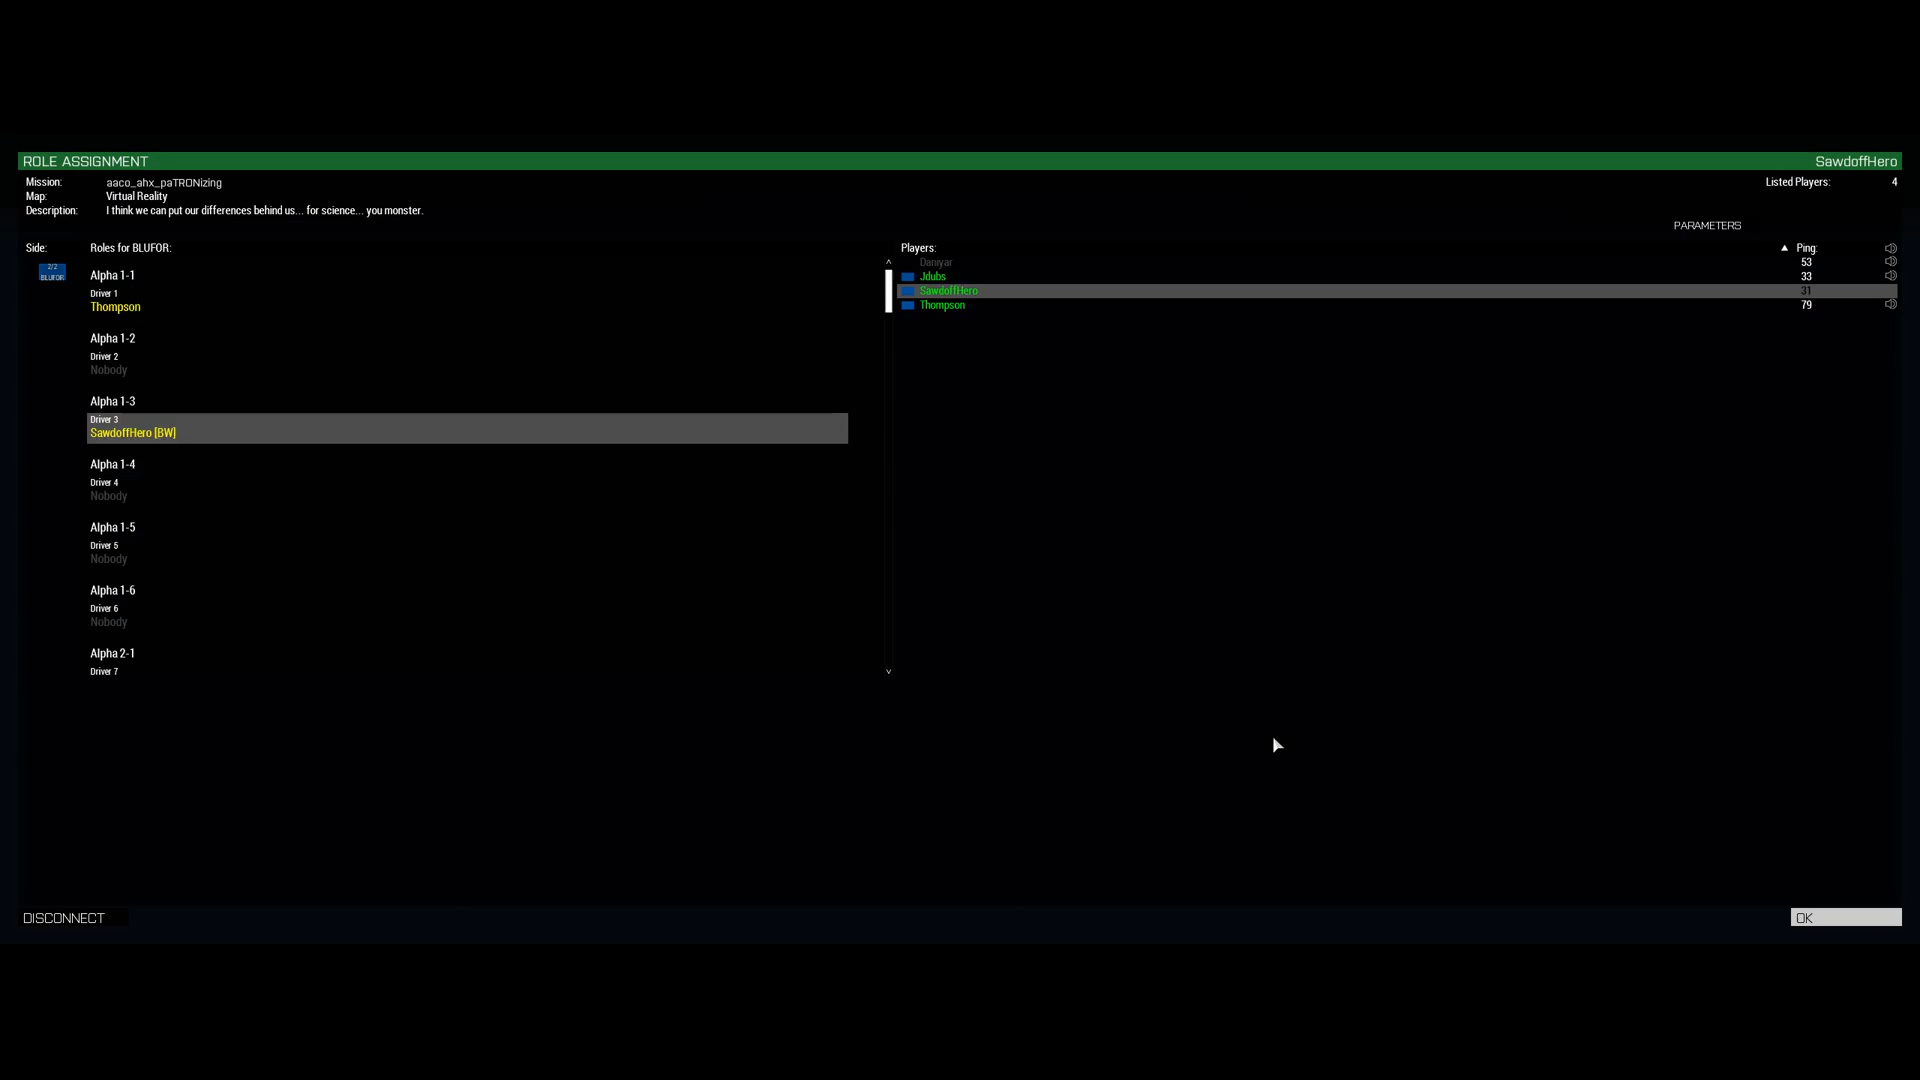 ROLE ASSIGNMENT SawdoffHero
Mission: aaco_ahx_paTRONizing Listed Players: 4
Map: Virtual Reality
Description: I think we can put our differences behind us... for science... you monster.
PARAMETERS
Side: Roles for BLUFOR: Players: Ping:
2/2
BLUFOR
Daniyar 53
Alpha 1-1 Jdubs 33
Driver 1 SawdoffHero 31
Thompson Thompson 79
Alpha 1-2
Driver 2
Nobody
Alpha 1-3
Driver 3
SawdoffHero [BW]
Alpha 1-4
Driver 4
Nobody
Alpha 1-5
Driver 5
Nobody
Alpha 1-6
Driver 6
Nobody
Alpha 2-1
Driver 7
DISCONNECT OK